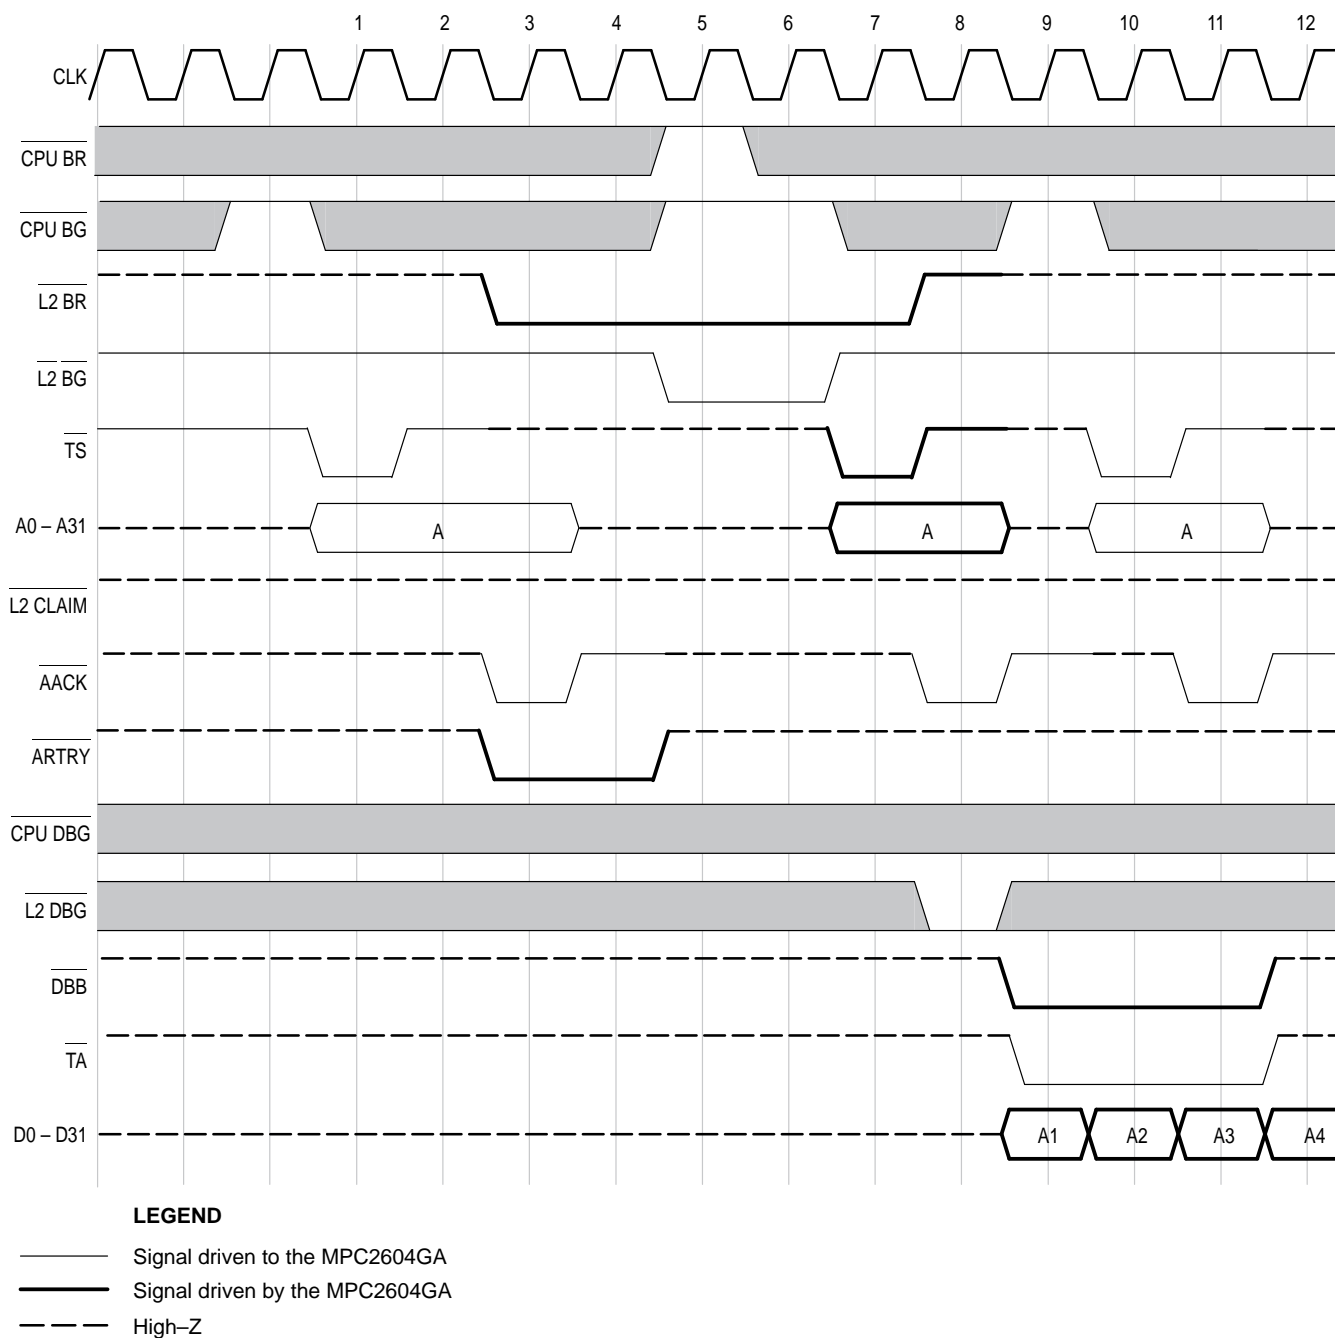 1 2 3 4 5 6 7 8 9 10 11 12
CLK
CPU BR
CPU BG
L2 BR
L2 BG
TS
A0 – A31
A A A
L2 CLAIM
AACK
ARTRY
CPU DBG
L2 DBG
DBB
TA
D0 – D31
A1 A2 A3 A4
LEGEND
Signal driven to the MPC2604GA
Signal driven by the MPC2604GA
High–Z